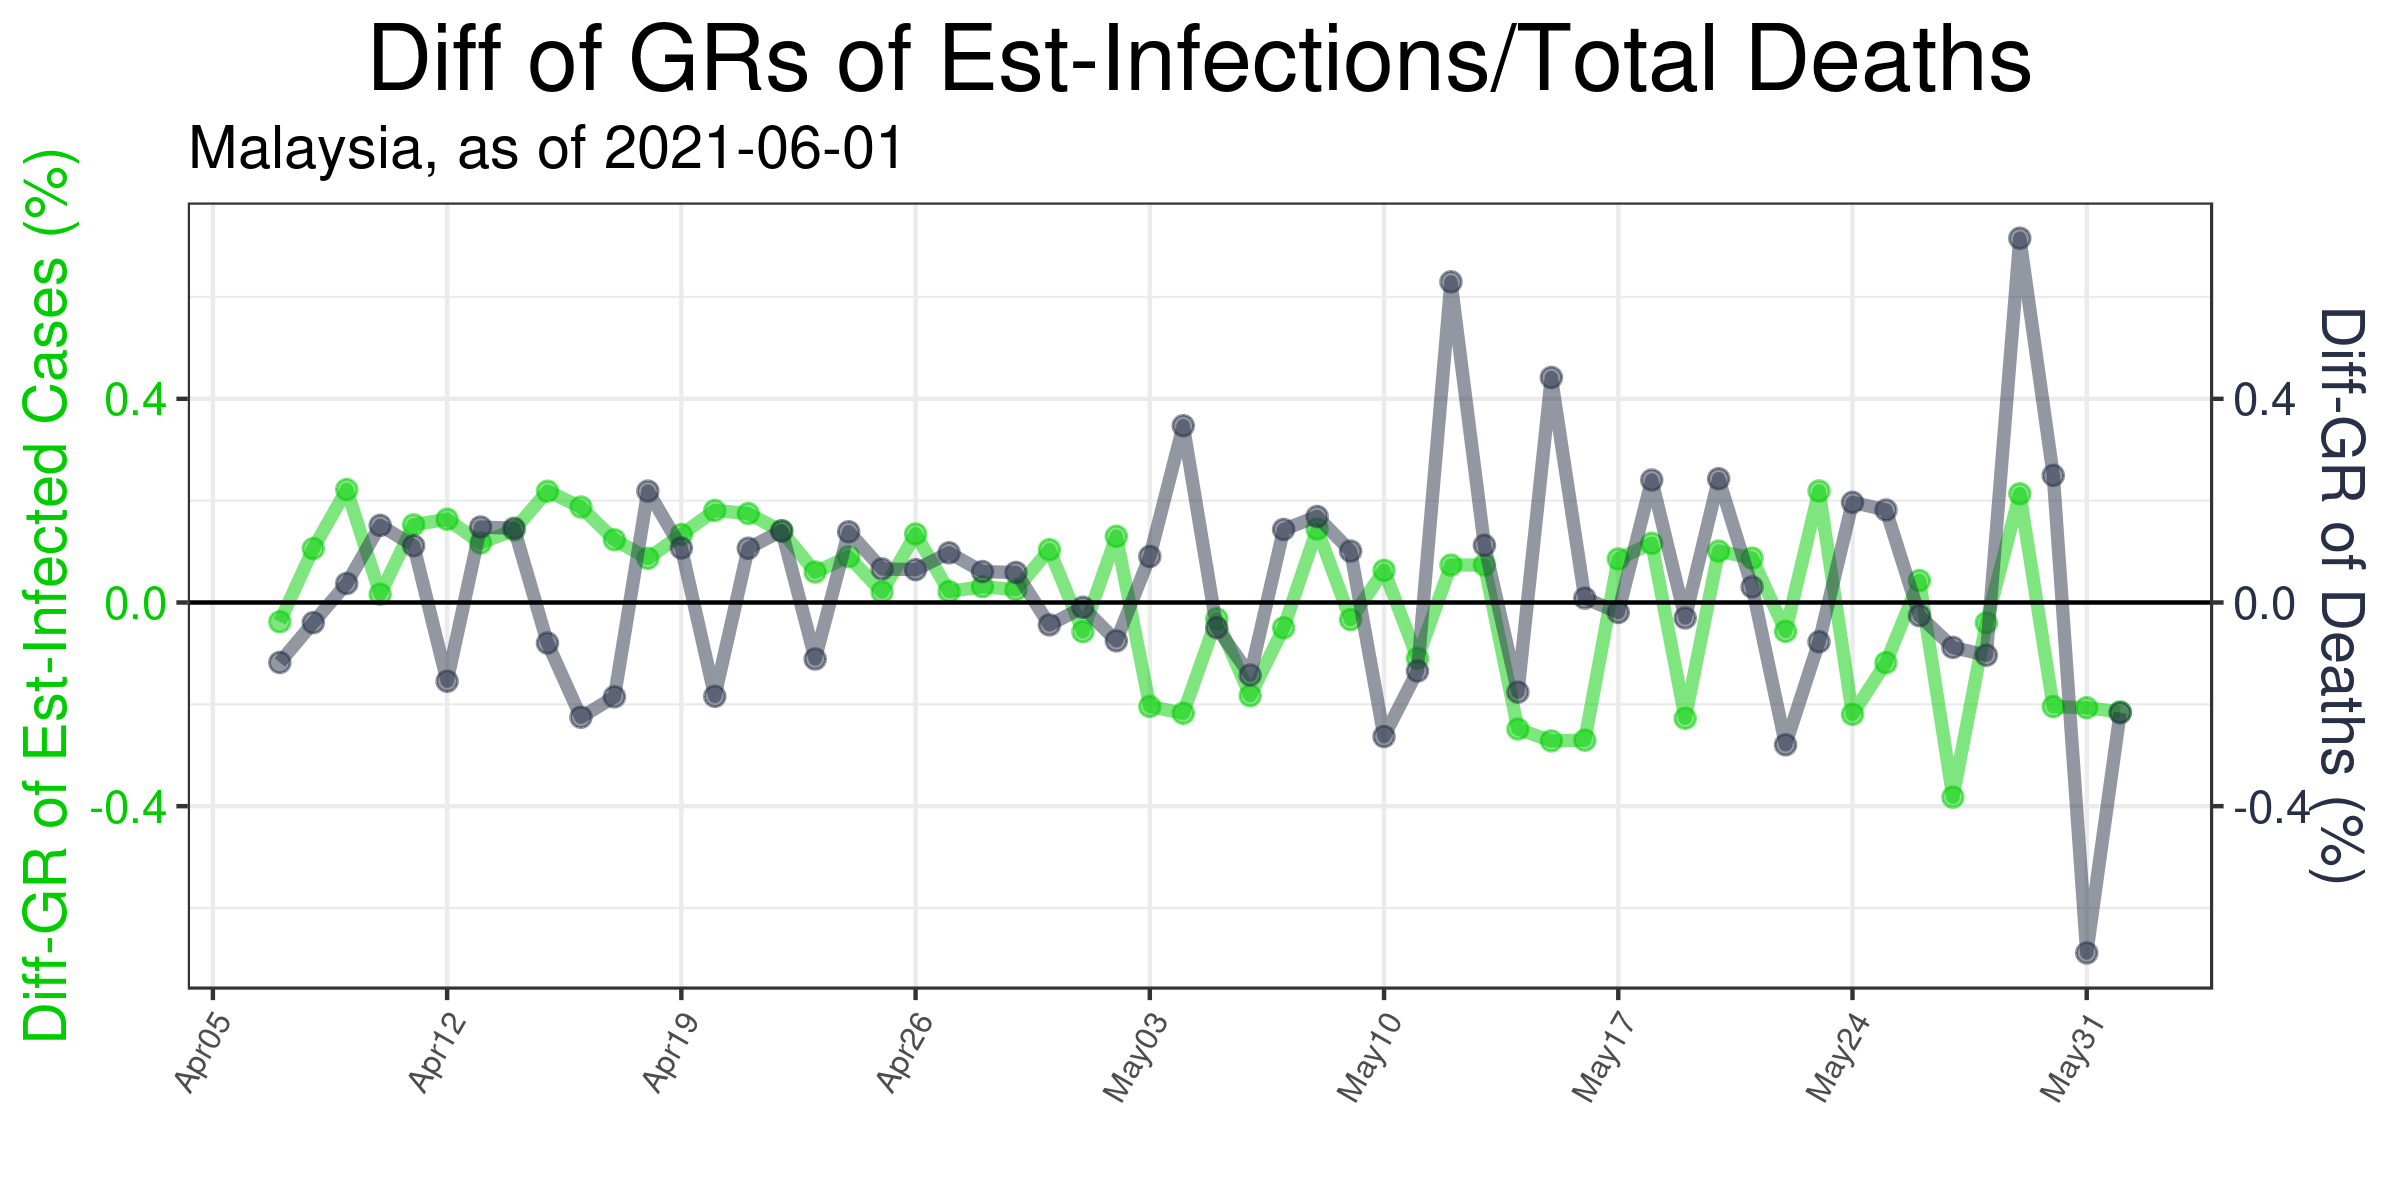 Diff of GRs of Est-Infections/Total Deaths
Malaysia, as of 2021-06-01
Diff-GR of Est-Infected Cases (%)
0.4
0.0
-0.4
0.4
0.0
-0.4
Diff-GR of Deaths (%)
Apr05
Apr12
Apr19
Apr26
May03
May10
May17
May24
May31